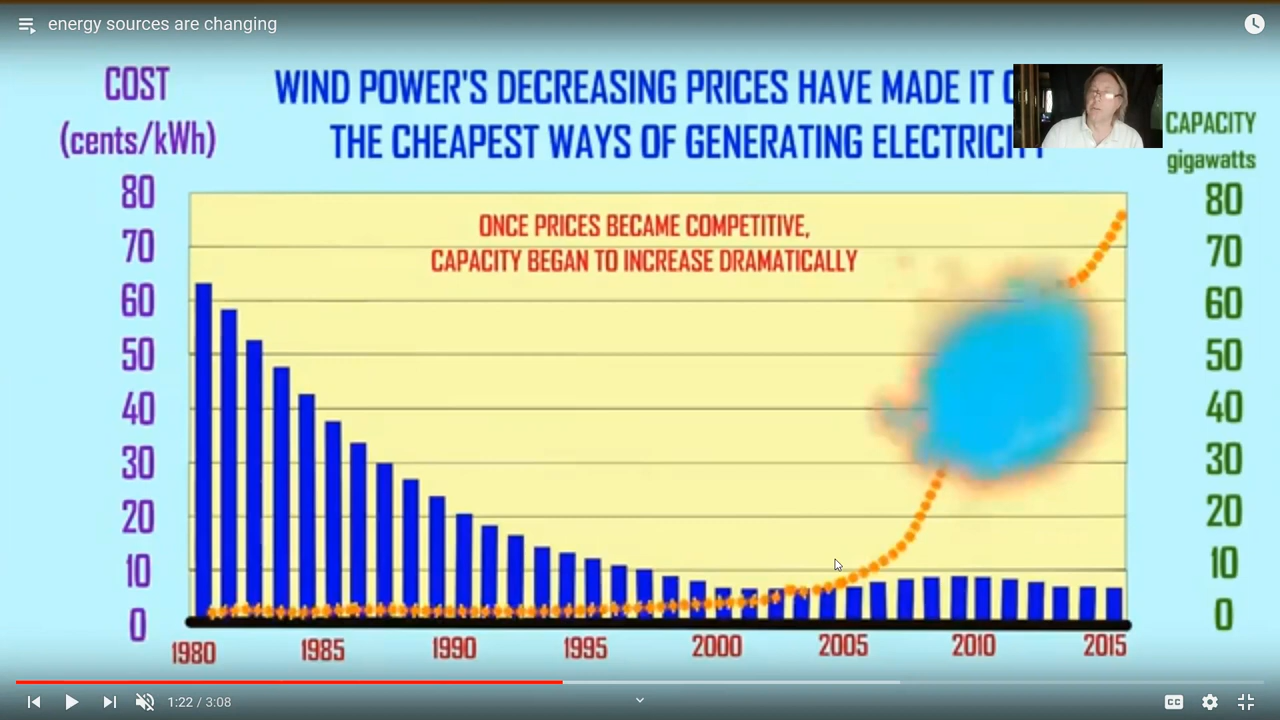 energy sources are changing
COST
(cents/kWh)
WIND POWER'S DECREASING PRICES HAVE MADE IT
THE CHEAPEST WAYS OF GENERATING ELECTRICITY
CAPACITY
gigawatts
ONCE PRICES BECAME COMPETITIVE,
CAPACITY BEGAN TO INCREASE DRAMATICALLY
80
70
60
50
40
30
20
10
0
80
70
60
50
40
30
20
10
0
1980 1985 1990 1995 2000 2005 2010 2015
1:22 / 3:08
CC